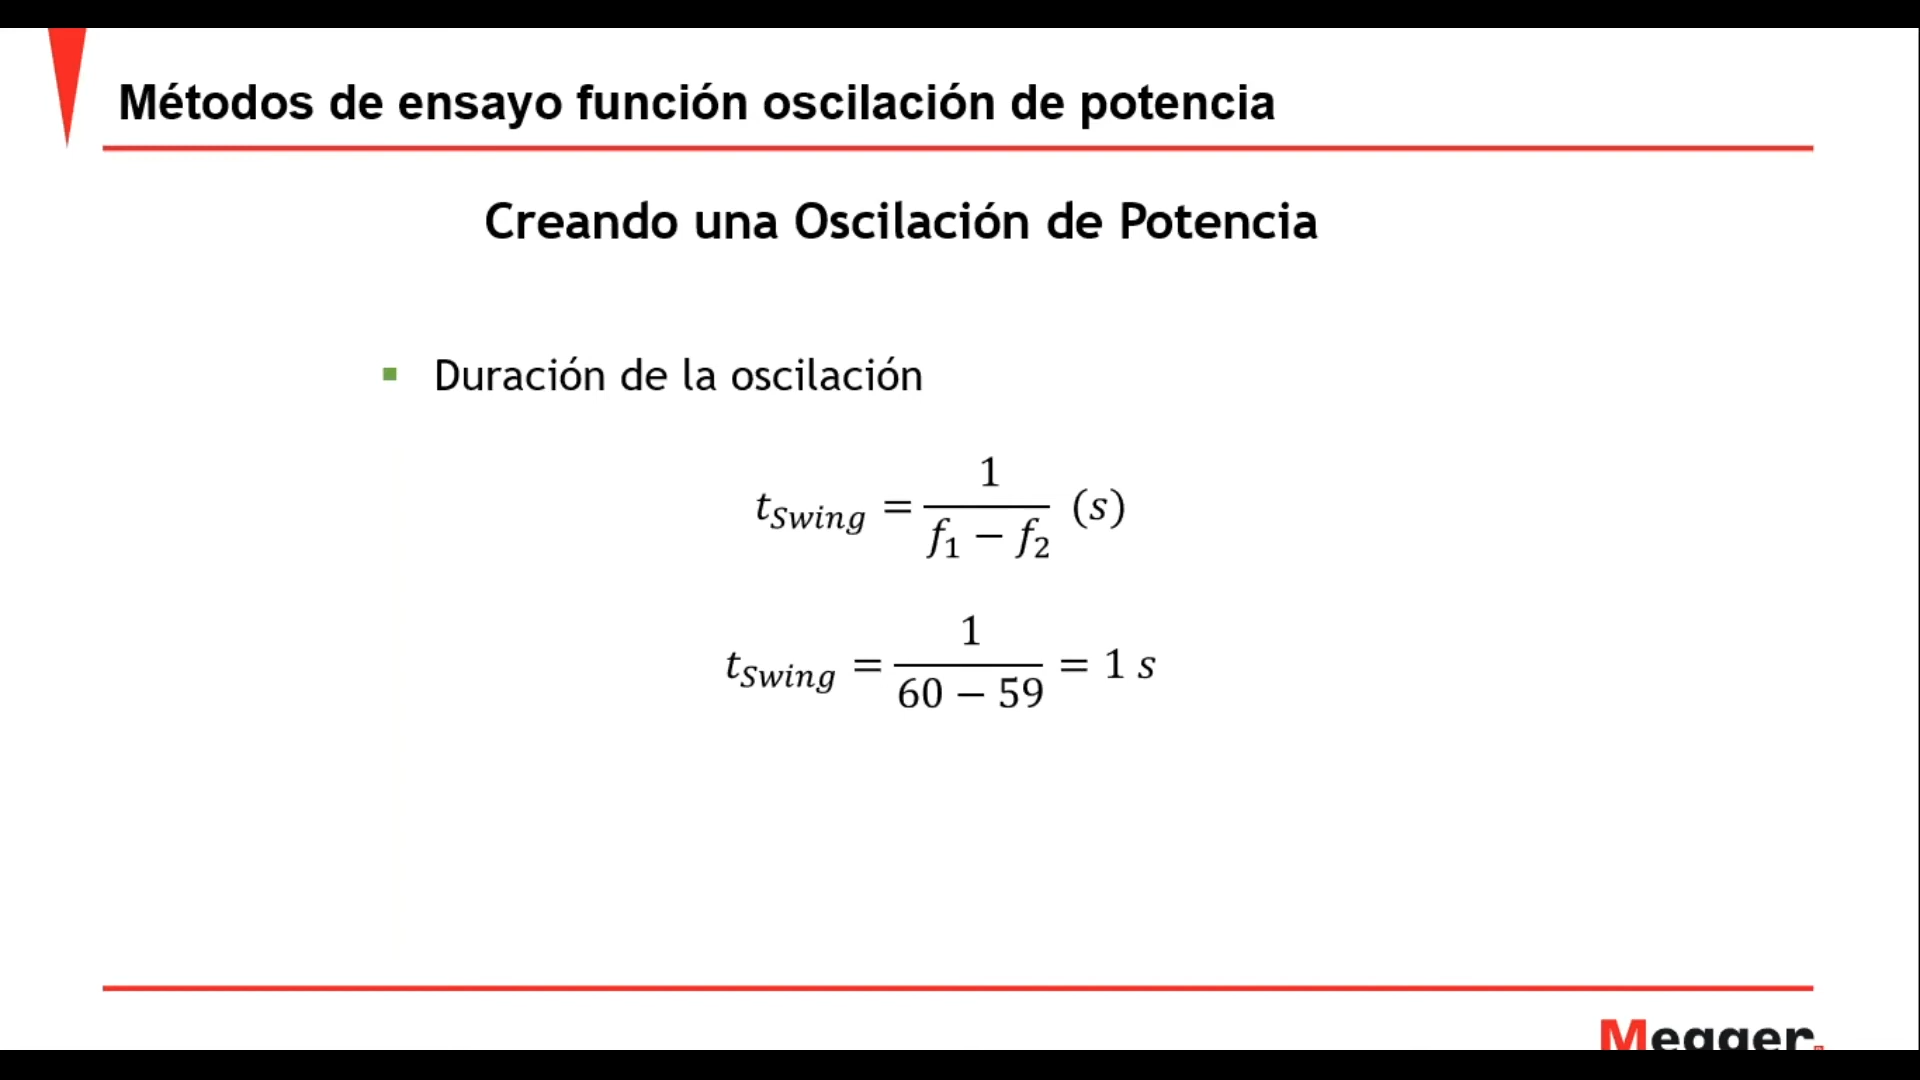 Métodos de ensayo función oscilación de potencia
Creando una Oscilación de Potencia
▪ Duración de la oscilación
t_Swing = 1 / (f_1 − f_2) (s)
t_Swing = 1 / (60 − 59) = 1 s
Megger.